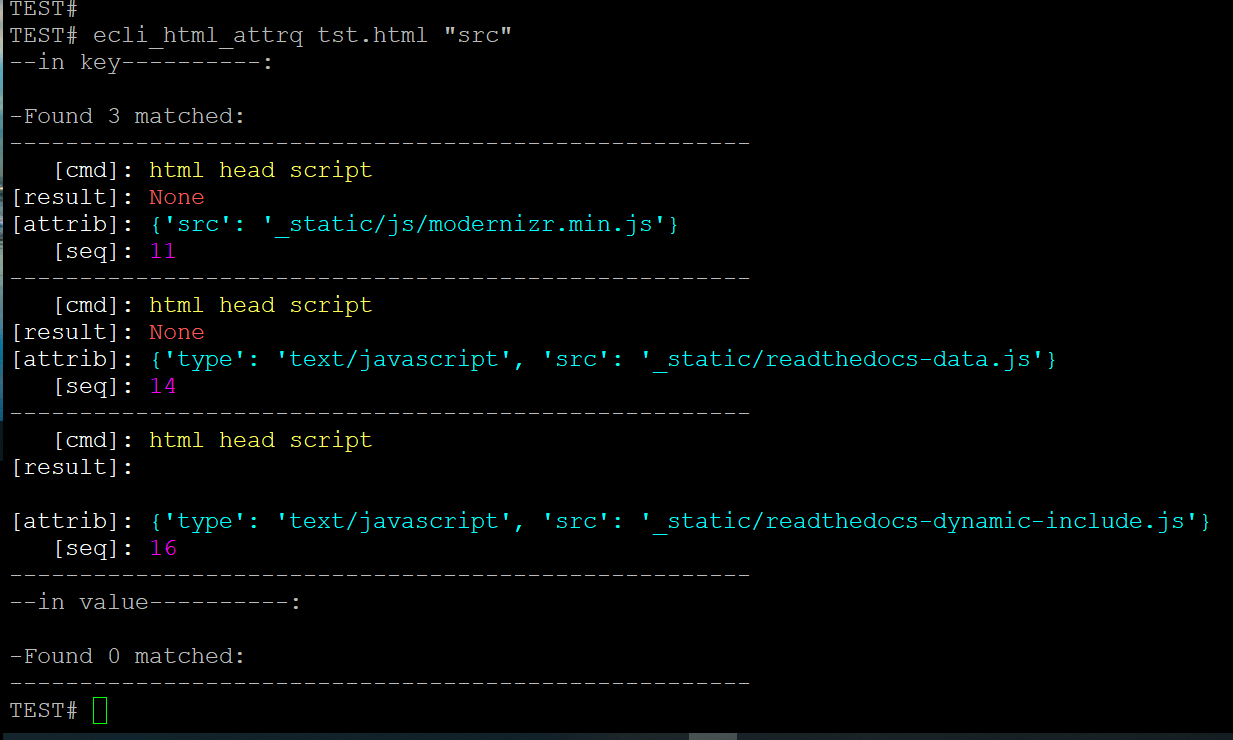 TEST#
TEST# ecli_html_attrq tst.html "src"
--in key----------:
-Found 3 matched:
-----------------------------------------------------
[cmd]: html head script
[result]: None
[attrib]: {'src': '_static/js/modernizr.min.js'}
[seq]: 11
-----------------------------------------------------
[cmd]: html head script
[result]: None
[attrib]: {'type': 'text/javascript', 'src': '_static/readthedocs-data.js'}
[seq]: 14
-----------------------------------------------------
[cmd]: html head script
[result]:
[attrib]: {'type': 'text/javascript', 'src': '_static/readthedocs-dynamic-include.js'}
[seq]: 16
-----------------------------------------------------
--in value----------:
-Found 0 matched:
-----------------------------------------------------
TEST#